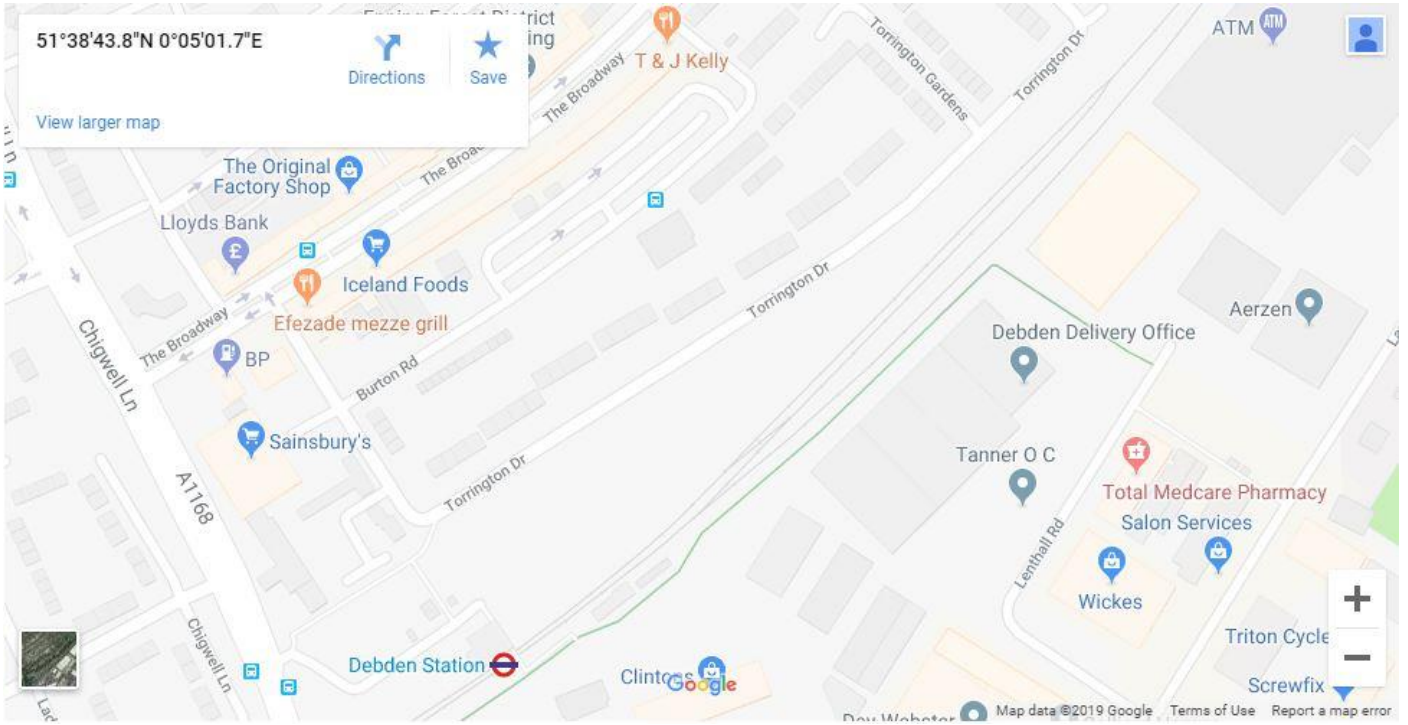 51°38'43.8"N 0°05'01.7"E
Directions
Save
View larger map
Epping Forest District
ing
T & J Kelly
The Broadway
Torrington Gardens
Torrington Dr
ATM
ATM
The Original
Factory Shop
The Broa
Lloyds Bank
£
Iceland Foods
Efezade mezze grill
The Broadway
BP
Chigwell Ln
Burton Rd
Torrington Dr
Debden Delivery Office
Aerzen
Sainsbury's
A1168
Torrington Dr
Tanner O C
Total Medcare Pharmacy
Salon Services
Lenthall Rd
Wickes
Triton Cycle
Chigwell Ln
Debden Station
Clintons
Google
Screwfix
Map data ©2019 Google Terms of Use Report a map error